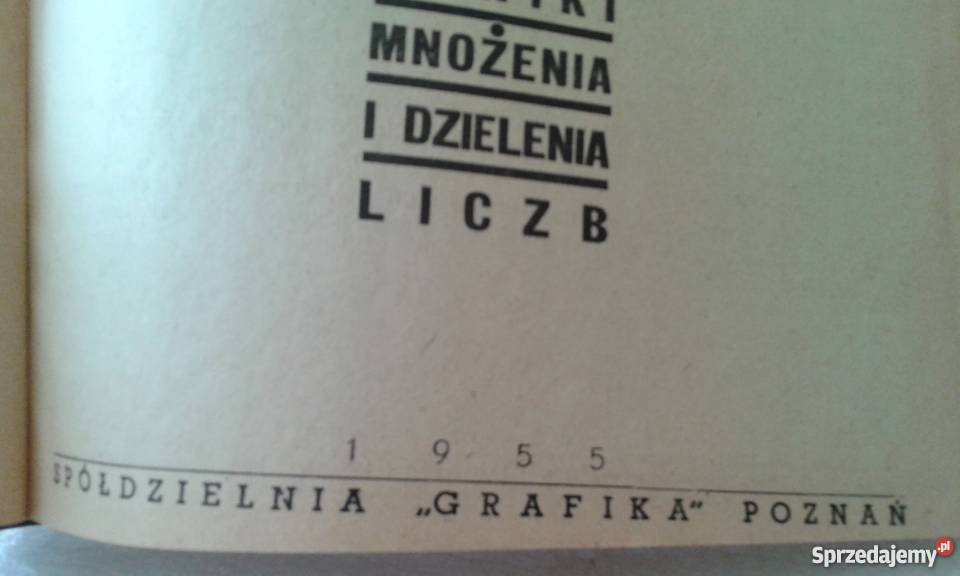 MNOŻENIA
I DZIELENIA
LICZB
1955
SPÓŁDZIELNIA „GRAFIKA" POZNAŃ
Sprzedajemy.pl